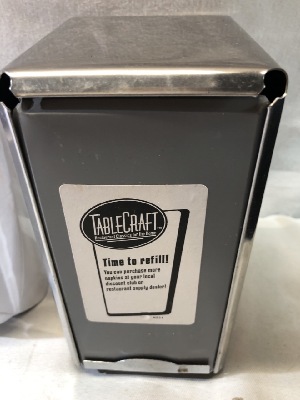 TABLECRAFT
Time to refill!
You can purchase more
napkins at your local
discount club or
restaurant supply dealer!